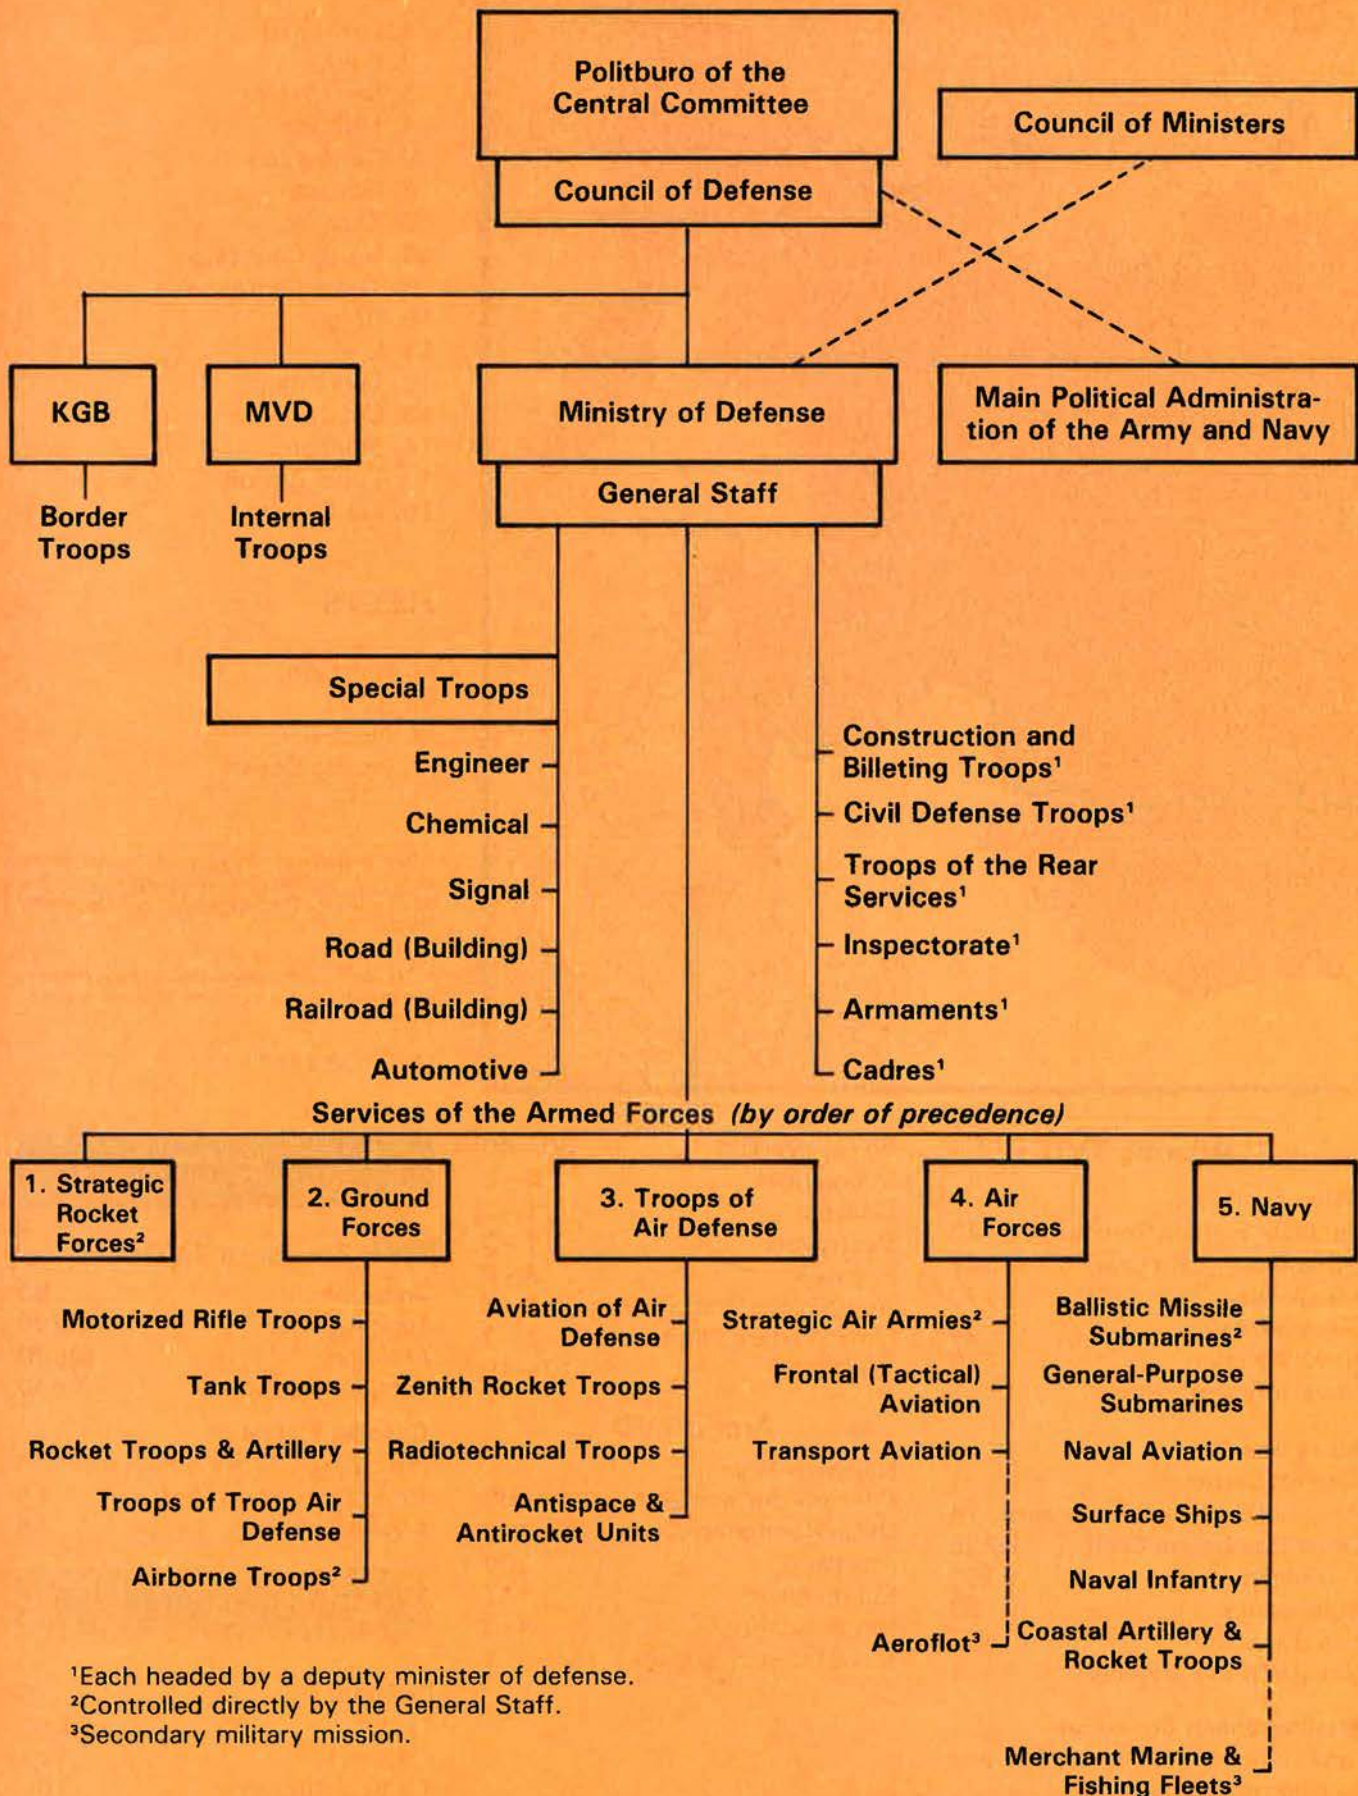 Politburo of the
Central Committee
Council of Ministers
Council of Defense
KGB
MVD
Ministry of Defense
Main Political Administra-
tion of the Army and Navy
General Staff
Border
Troops
Internal
Troops
Special Troops
Engineer
Chemical
Signal
Road (Building)
Railroad (Building)
Automotive
Construction and
Billeting Troops¹
Civil Defense Troops¹
Troops of the Rear
Services¹
Inspectorate¹
Armaments¹
Cadres¹
Services of the Armed Forces (by order of precedence)
1. Strategic
Rocket
Forces²
2. Ground
Forces
3. Troops of
Air Defense
4. Air
Forces
5. Navy
Motorized Rifle Troops
Tank Troops
Rocket Troops & Artillery
Troops of Troop Air
Defense
Airborne Troops²
Aviation of Air
Defense
Zenith Rocket Troops
Radiotechnical Troops
Antispace &
Antirocket Units
Strategic Air Armies²
Frontal (Tactical)
Aviation
Transport Aviation
Aeroflot³
Ballistic Missile
Submarines²
General-Purpose
Submarines
Naval Aviation
Surface Ships
Naval Infantry
Coastal Artillery &
Rocket Troops
Merchant Marine &
Fishing Fleets³
¹Each headed by a deputy minister of defense.
²Controlled directly by the General Staff.
³Secondary military mission.